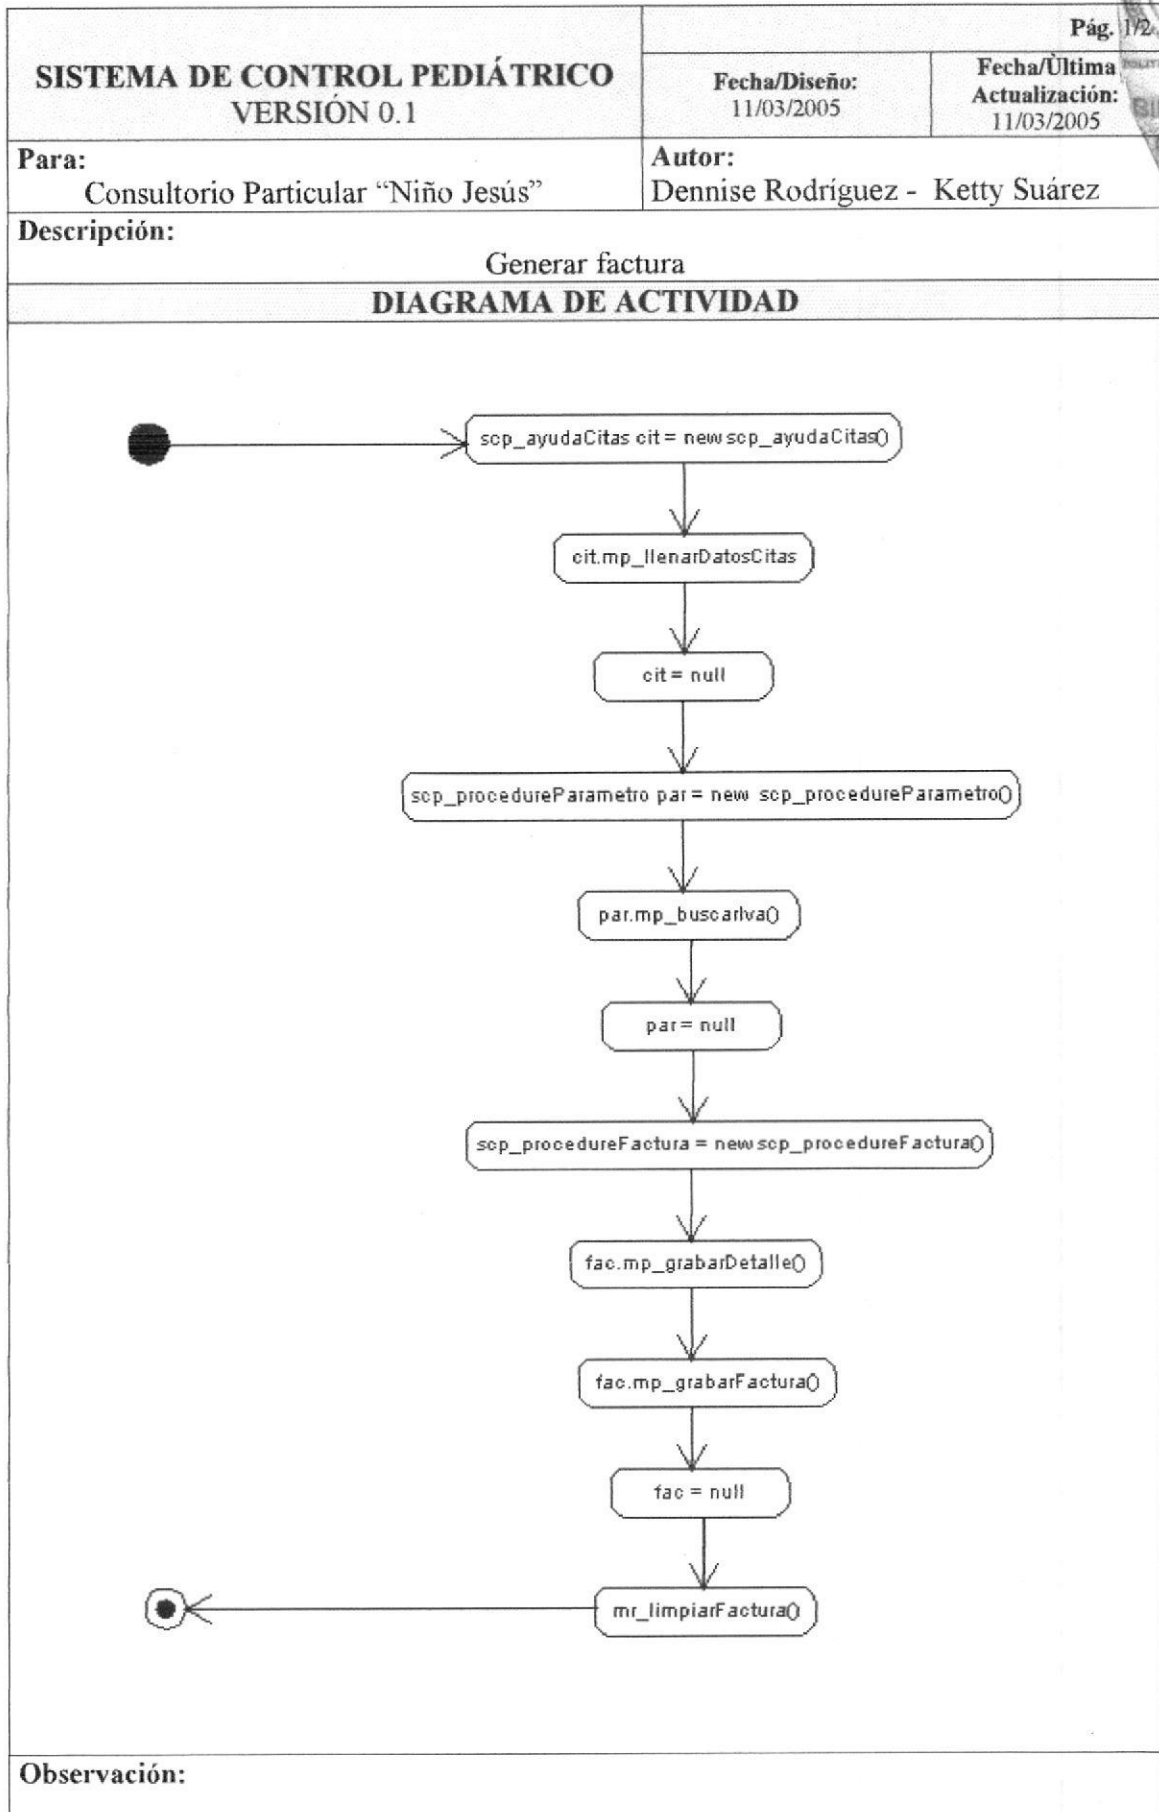 Pág. 1/2
SISTEMA DE CONTROL PEDIÁTRICO
VERSIÓN 0.1
Fecha/Diseño:
11/03/2005
Fecha/Ùltima
Actualización:
11/03/2005
Para:
Consultorio Particular “Niño Jesús”
Autor:
Dennise Rodríguez - Ketty Suárez
Descripción:
Generar factura
DIAGRAMA DE ACTIVIDAD
scp_ayudaCitas cit = new scp_ayudaCitas()
cit.mp_llenarDatosCitas
cit = null
scp_procedureParametro par = new scp_procedureParametro()
par.mp_buscarIva()
par = null
scp_procedureFactura = new scp_procedureFactura()
fac.mp_grabarDetalle()
fac.mp_grabarFactura()
fac = null
mr_limpiarFactura()
Observación: